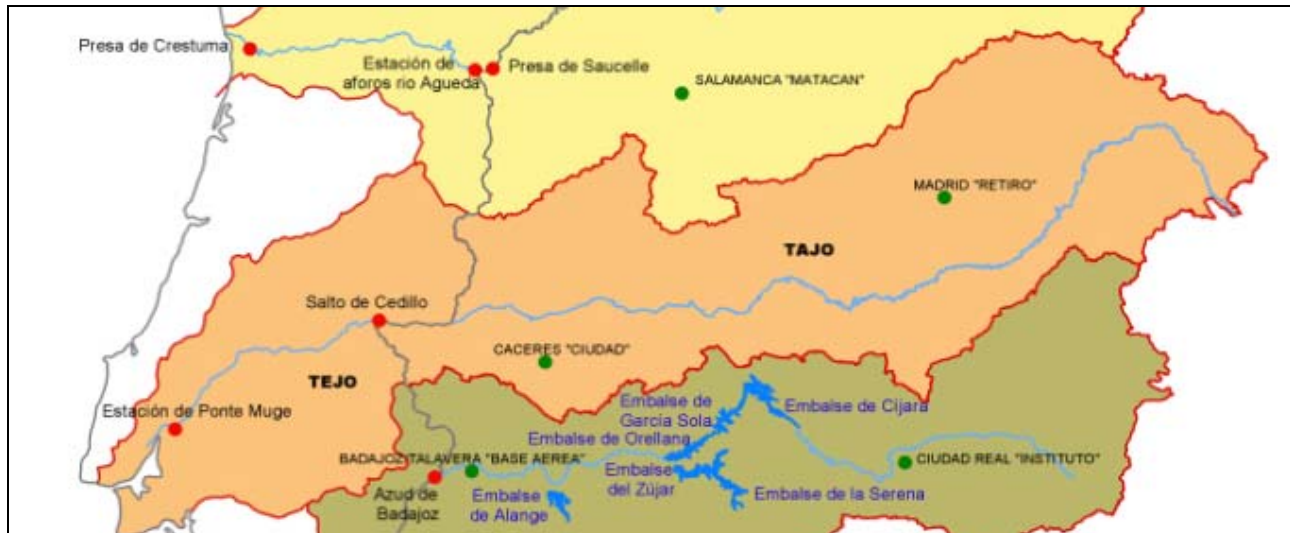 Presa de Crestuma
Estación de
aforos rio Agueda
Presa de Saucelle
SALAMANCA "MATACAN"
MADRID "RETIRO"
TAJO
Salto de Cedillo
CACERES "CIUDAD"
TEJO
Estación de Ponte Muge
Embalse de
García Sola
Embalse de Cijara
Embalse de Orellana
BADAJOZ/TALAVERA "BASE AEREA"
CIUDAD REAL "INSTITUTO"
Embalse
del Zújar
Azud de
Badajoz
Embalse
de Alange
Embalse de la Serena